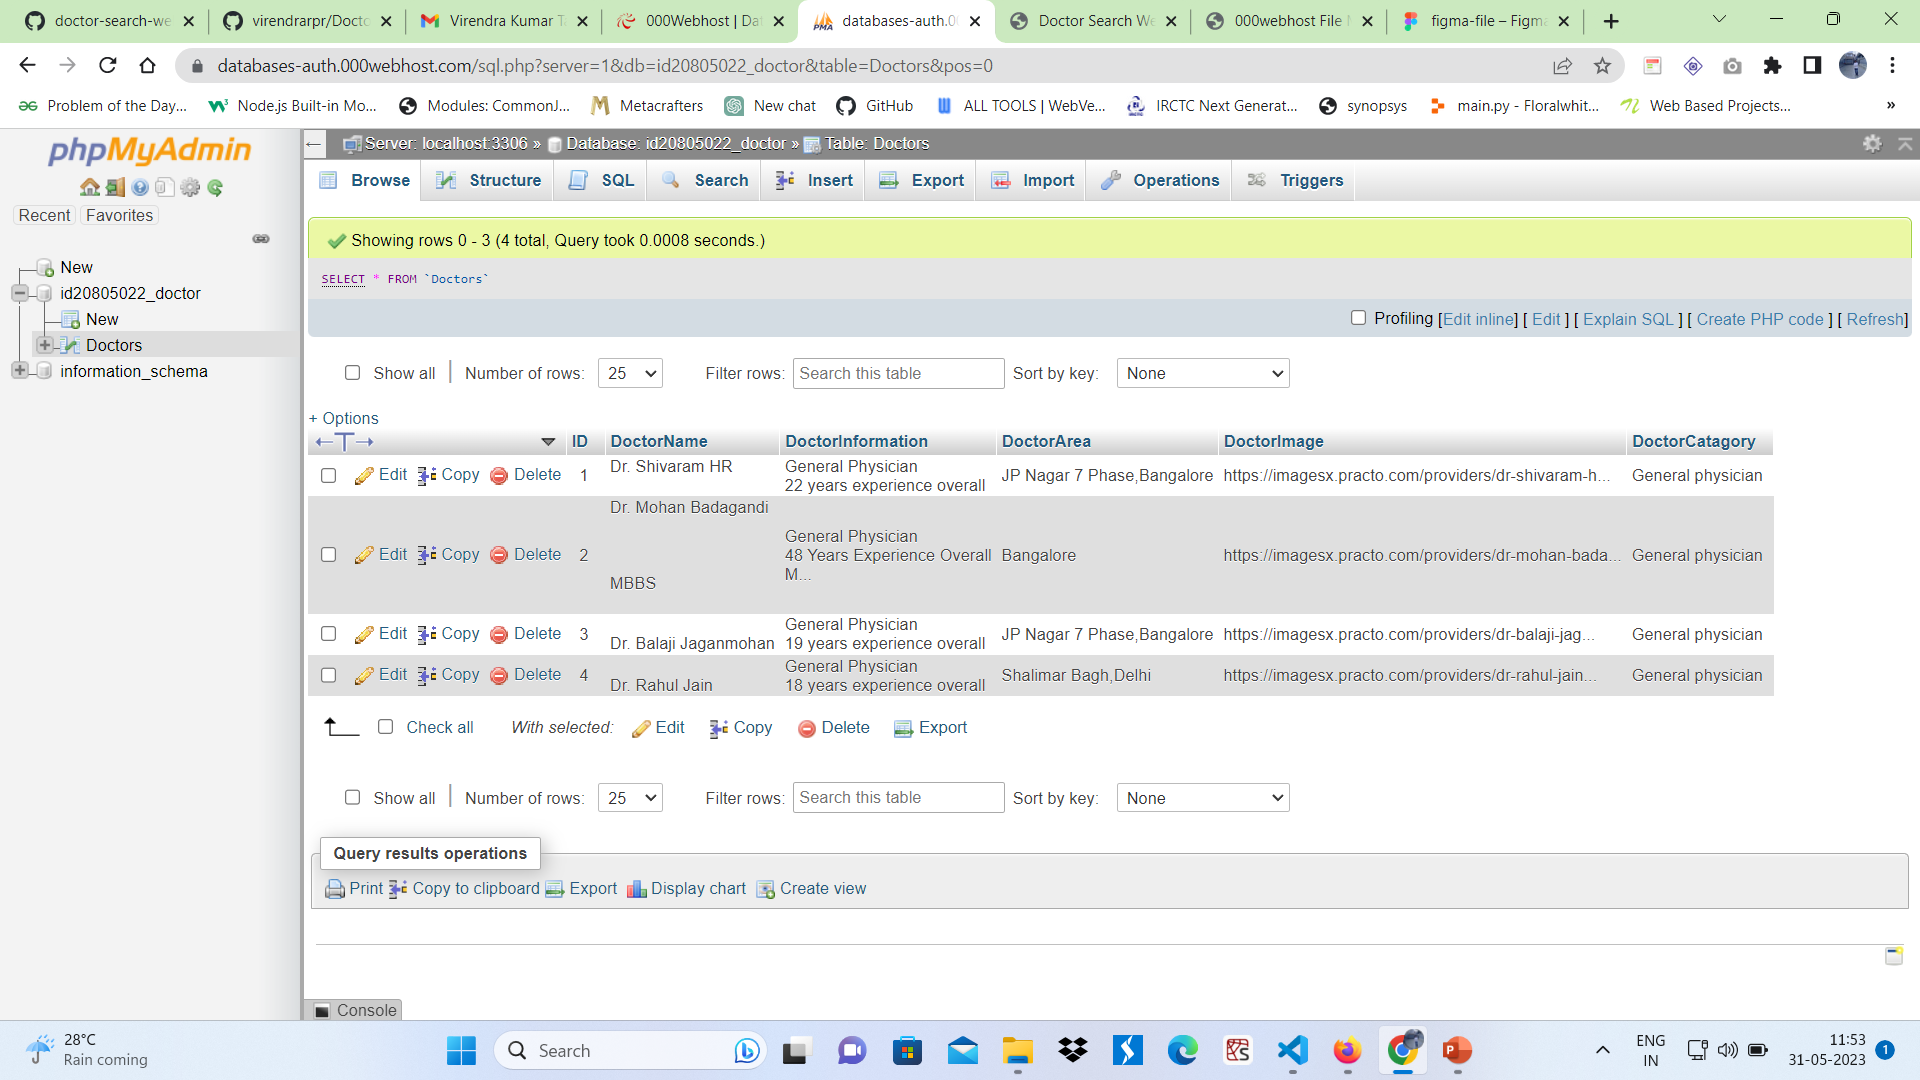 doctor-search-we
virendrarpr/Docto
Virendra Kumar T
000Webhost | Da
databases-auth.0
Doctor Search We
000webhost File M
figma-file – Figma
databases-auth.000webhost.com/sql.php?server=1&db=id20805022_doctor&table=Doctors&pos=0
Problem of the Day...
Node.js Built-in Mo...
Modules: CommonJ...
Metacrafters
New chat
GitHub
ALL TOOLS | WebVe...
IRCTC Next Generat...
synopsys
main.py - Floralwhit...
Web Based Projects...
»
phpMyAdmin
Server: localhost:3306 » Database: id20805022_doctor » Table: Doctors
Browse Structure SQL Search Insert Export Import Operations Triggers
Recent Favorites
New
id20805022_doctor
New
Doctors
information_schema
Showing rows 0 - 3 (4 total, Query took 0.0008 seconds.)
SELECT * FROM `Doctors`
Profiling [Edit inline] [ Edit ] [ Explain SQL ] [ Create PHP code ] [ Refresh]
Show all Number of rows: 25 Filter rows: Search this table Sort by key: None
+ Options
ID DoctorName DoctorInformation DoctorArea DoctorImage DoctorCatagory
Edit Copy Delete 1 Dr. Shivaram HR General Physician JP Nagar 7 Phase,Bangalore https://imagesx.practo.com/providers/dr-shivaram-h... General physician
22 years experience overall
Dr. Mohan Badagandi
General Physician
Edit Copy Delete 2 48 Years Experience Overall Bangalore https://imagesx.practo.com/providers/dr-mohan-bada... General physician
M...
MBBS
General Physician
Edit Copy Delete 3 JP Nagar 7 Phase,Bangalore https://imagesx.practo.com/providers/dr-balaji-jag... General physician
Dr. Balaji Jaganmohan 19 years experience overall
General Physician
Edit Copy Delete 4 Shalimar Bagh,Delhi https://imagesx.practo.com/providers/dr-rahul-jain... General physician
Dr. Rahul Jain 18 years experience overall
Check all With selected: Edit Copy Delete Export
Show all Number of rows: 25 Filter rows: Search this table Sort by key: None
Query results operations
Print Copy to clipboard Export Display chart Create view
Console
28°C
Rain coming
Search
ENG
IN
11:53
31-05-2023
1